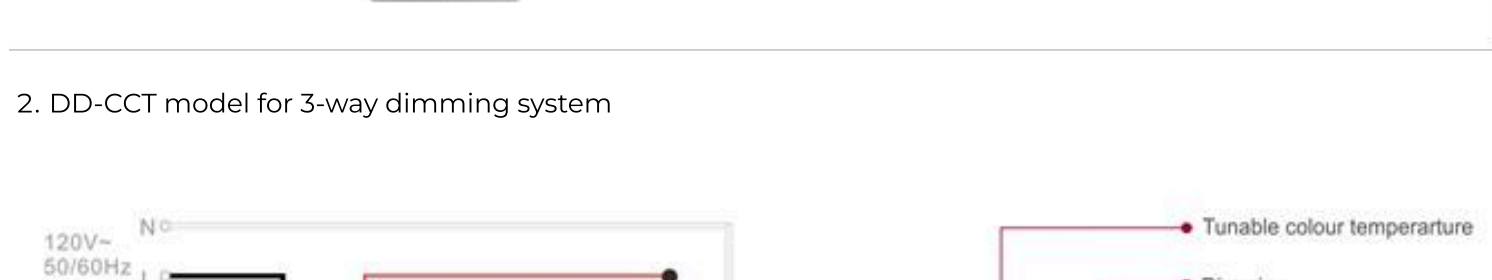 2. DD-CCT model for 3-way dimming system
N
Tunable colour temperarture
120V~
50/60Hz